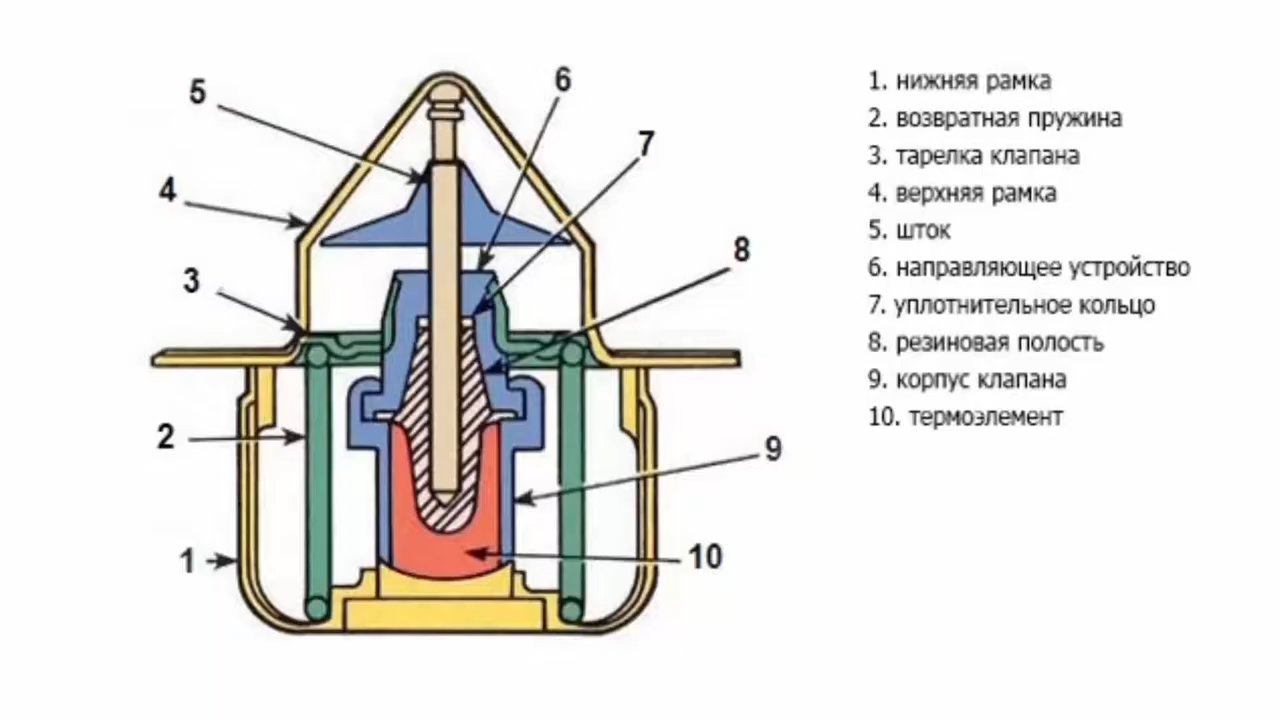 5
6
7
4
8
3
2
9
1
10
1. нижняя рамка
2. возвратная пружина
3. тарелка клапана
4. верхняя рамка
5. шток
6. направляющее устройство
7. уплотнительное кольцо
8. резиновая полость
9. корпус клапана
10. термоэлемент